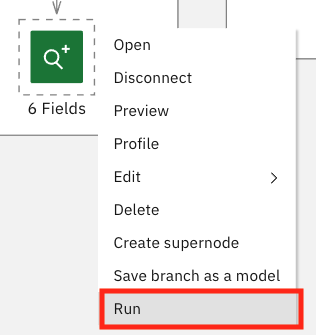 6 Fields
Open
Disconnect
Preview
Profile
Edit
Delete
Create supernode
Save branch as a model
Run